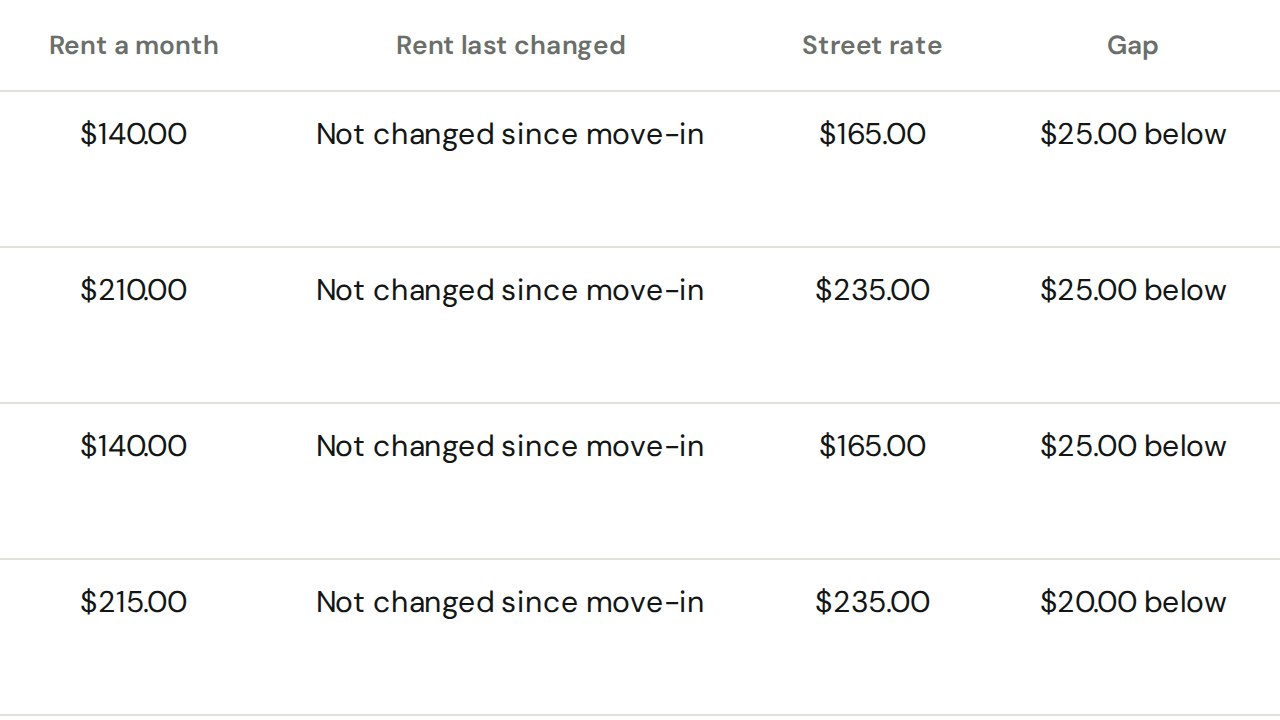 Rent a month Rent last changed Street rate Gap
$140.00 Not changed since move-in $165.00 $25.00 below
$210.00 Not changed since move-in $235.00 $25.00 below
$140.00 Not changed since move-in $165.00 $25.00 below
$215.00 Not changed since move-in $235.00 $20.00 below